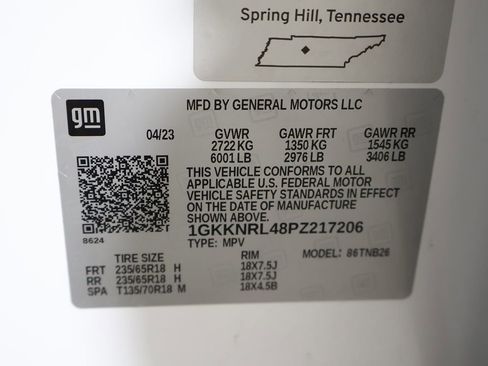 Spring Hill, Tennessee
gm
MFD BY GENERAL MOTORS LLC
04/23 GVWR GAWR FRT GAWR RR
2722 KG 1350 KG 1545 KG
6001 LB 2976 LB 3406 LB
THIS VEHICLE CONFORMS TO ALL
APPLICABLE U.S. FEDERAL MOTOR
VEHICLE SAFETY STANDARDS IN EFFECT
ON THE DATE OF MANUFACTURE
SHOWN ABOVE.
1GKKNRL48PZ217206
8624
TYPE: MPV MODEL: 86TNB26
TIRE SIZE RIM
FRT 235/65R18 H 18X7.5J
RR 235/65R18 H 18X7.5J
SPA T135/70R18 M 18X4.5B